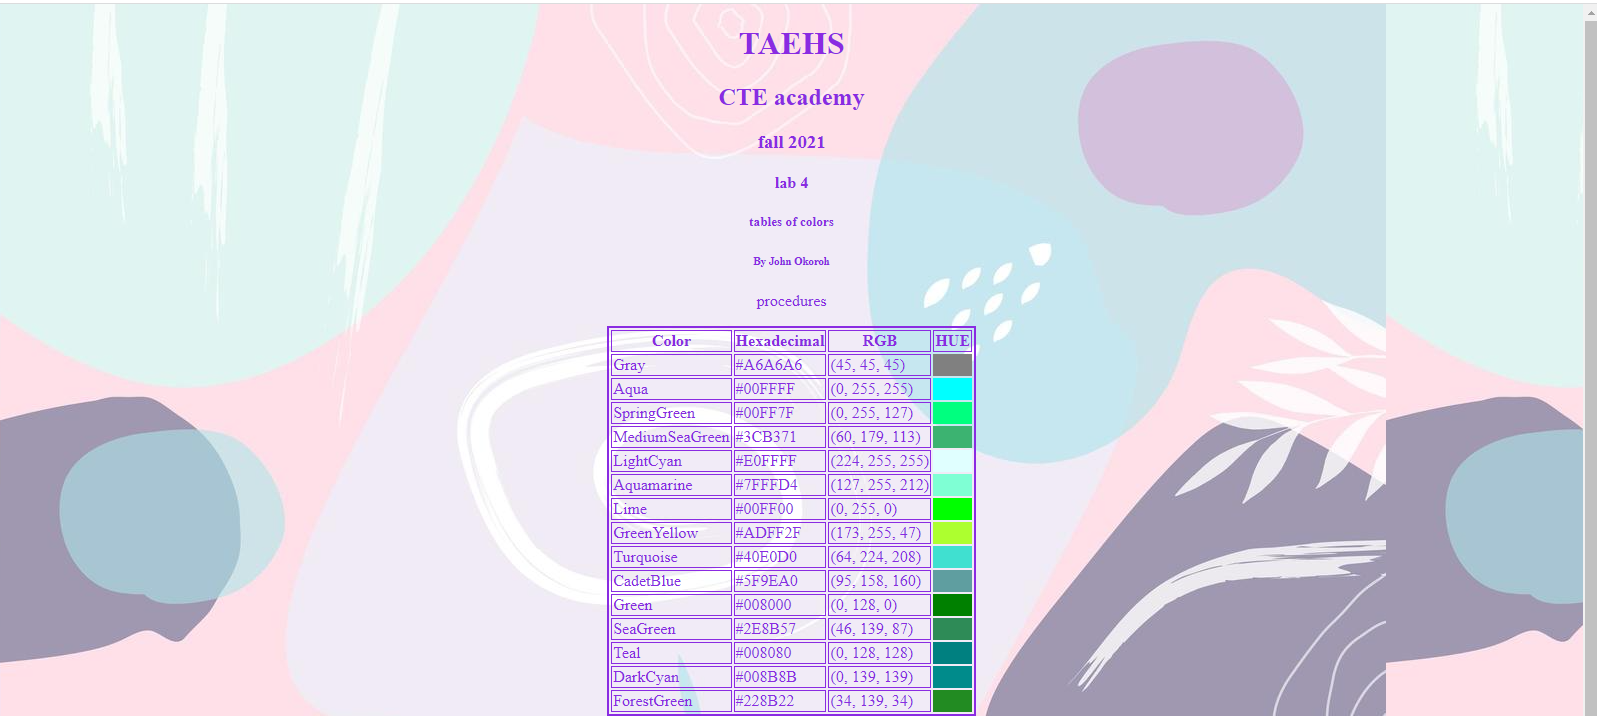 TAEHS
CTE academy
fall 2021
lab 4
tables of colors
By John Okoroh
procedures
Color Hexadecimal RGB HUE
Gray #A6A6A6 (45, 45, 45)
Aqua #00FFFF (0, 255, 255)
SpringGreen #00FF7F (0, 255, 127)
MediumSeaGreen #3CB371 (60, 179, 113)
LightCyan #E0FFFF (224, 255, 255)
Aquamarine #7FFFD4 (127, 255, 212)
Lime #00FF00 (0, 255, 0)
GreenYellow #ADFF2F (173, 255, 47)
Turquoise #40E0D0 (64, 224, 208)
CadetBlue #5F9EA0 (95, 158, 160)
Green #008000 (0, 128, 0)
SeaGreen #2E8B57 (46, 139, 87)
Teal #008080 (0, 128, 128)
DarkCyan #008B8B (0, 139, 139)
ForestGreen #228B22 (34, 139, 34)